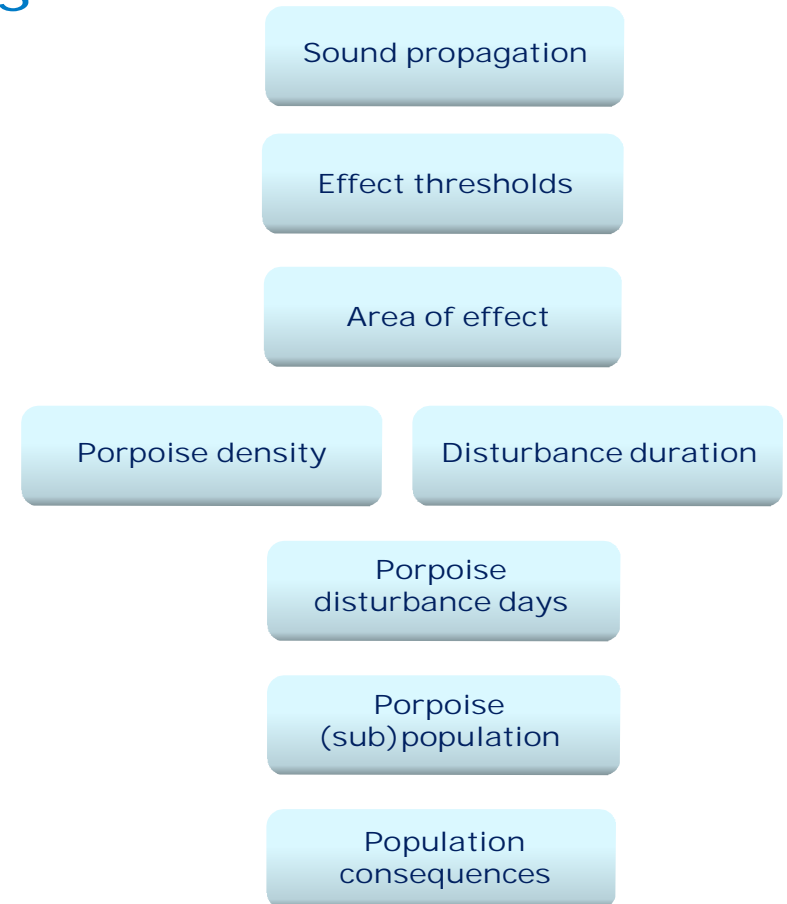 Sound propagation
Effect thresholds
Area of effect
Porpoise density
Disturbance duration
Porpoise
disturbance days
Porpoise
(sub)population
Population
consequences